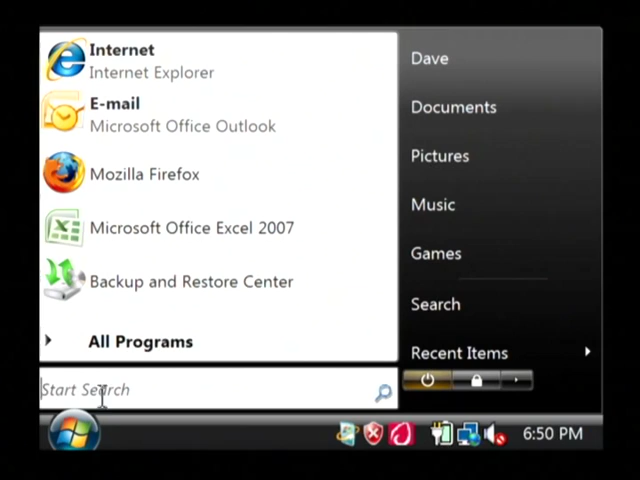 Internet
Internet Explorer
E-mail
Microsoft Office Outlook
Mozilla Firefox
Microsoft Office Excel 2007
Backup and Restore Center
All Programs
Start Search
Dave
Documents
Pictures
Music
Games
Search
Recent Items
6:50 PM